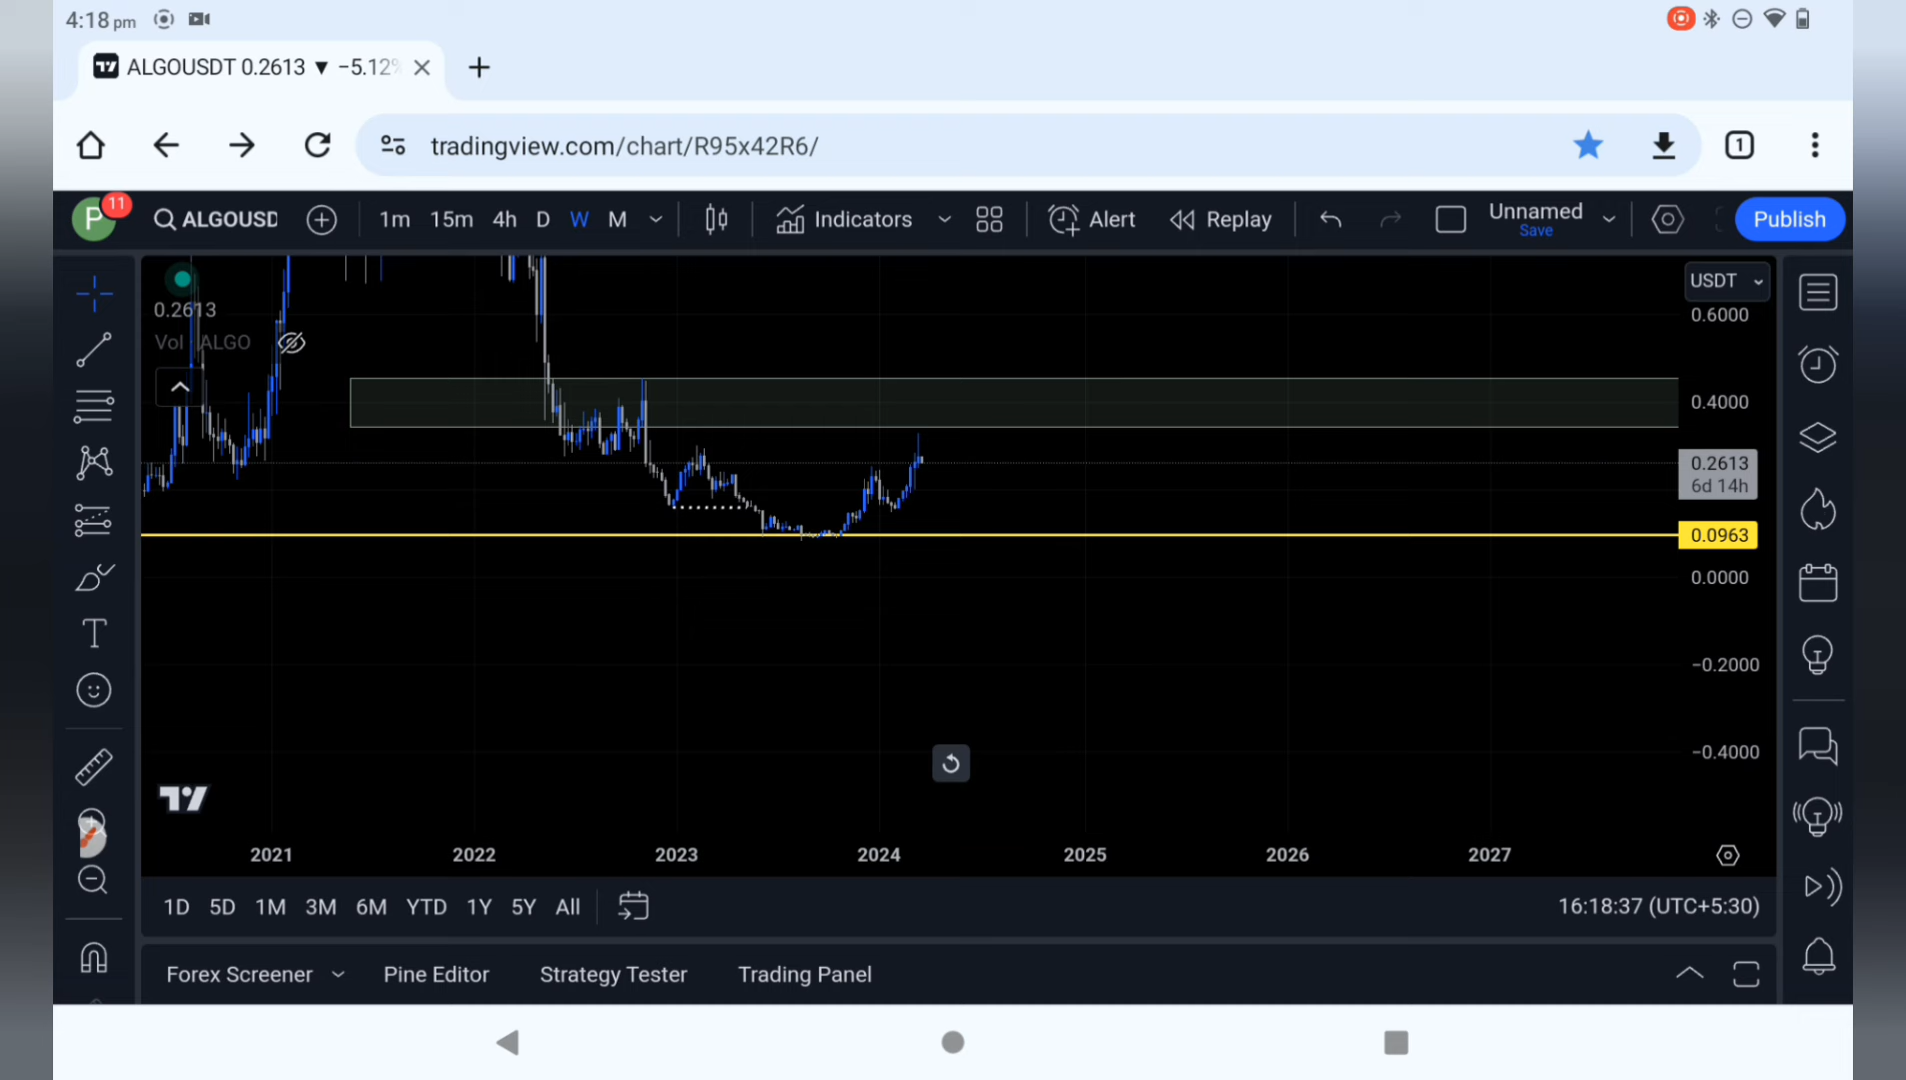 4:18 pm
ALGOUSDT 0.2613 ▼ −5.12%
tradingview.com/chart/R95x42R6/
1
P
11
ALGOUSD
1m 15m 4h D W M
Indicators
Alert
Replay
Unnamed
Save
Publish
USDT
0.2613
Vol · ALGO
0.6000
0.4000
0.2613
6d 14h
0.0963
0.0000
−0.2000
−0.4000
2021 2022 2023 2024 2025 2026 2027
1D 5D 1M 3M 6M YTD 1Y 5Y All
16:18:37 (UTC+5:30)
Forex Screener Pine Editor Strategy Tester Trading Panel